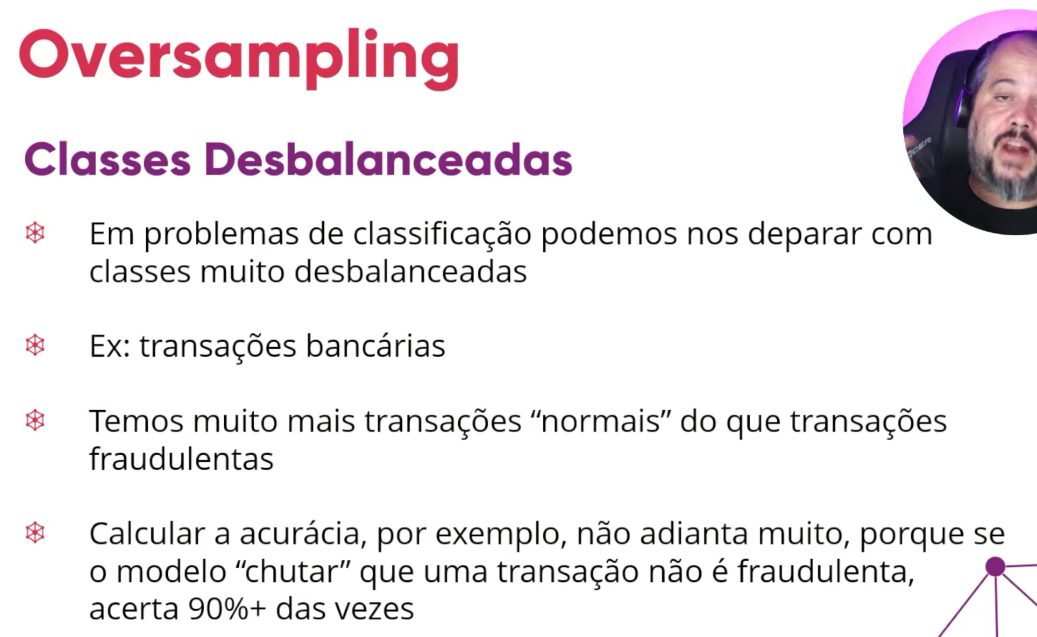 Oversampling
Classes Desbalanceadas
Em problemas de classificação podemos nos deparar com
classes muito desbalanceadas
Ex: transações bancárias
Temos muito mais transações “normais” do que transações
fraudulentas
Calcular a acurácia, por exemplo, não adianta muito, porque se
o modelo “chutar” que uma transação não é fraudulenta,
acerta 90%+ das vezes